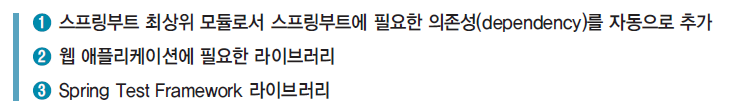 ❶ 스프링부트 최상위 모듈로서 스프링부트에 필요한 의존성(dependency)를 자동으로 추가
❷ 웹 애플리케이션에 필요한 라이브러리
❸ Spring Test Framework 라이브러리